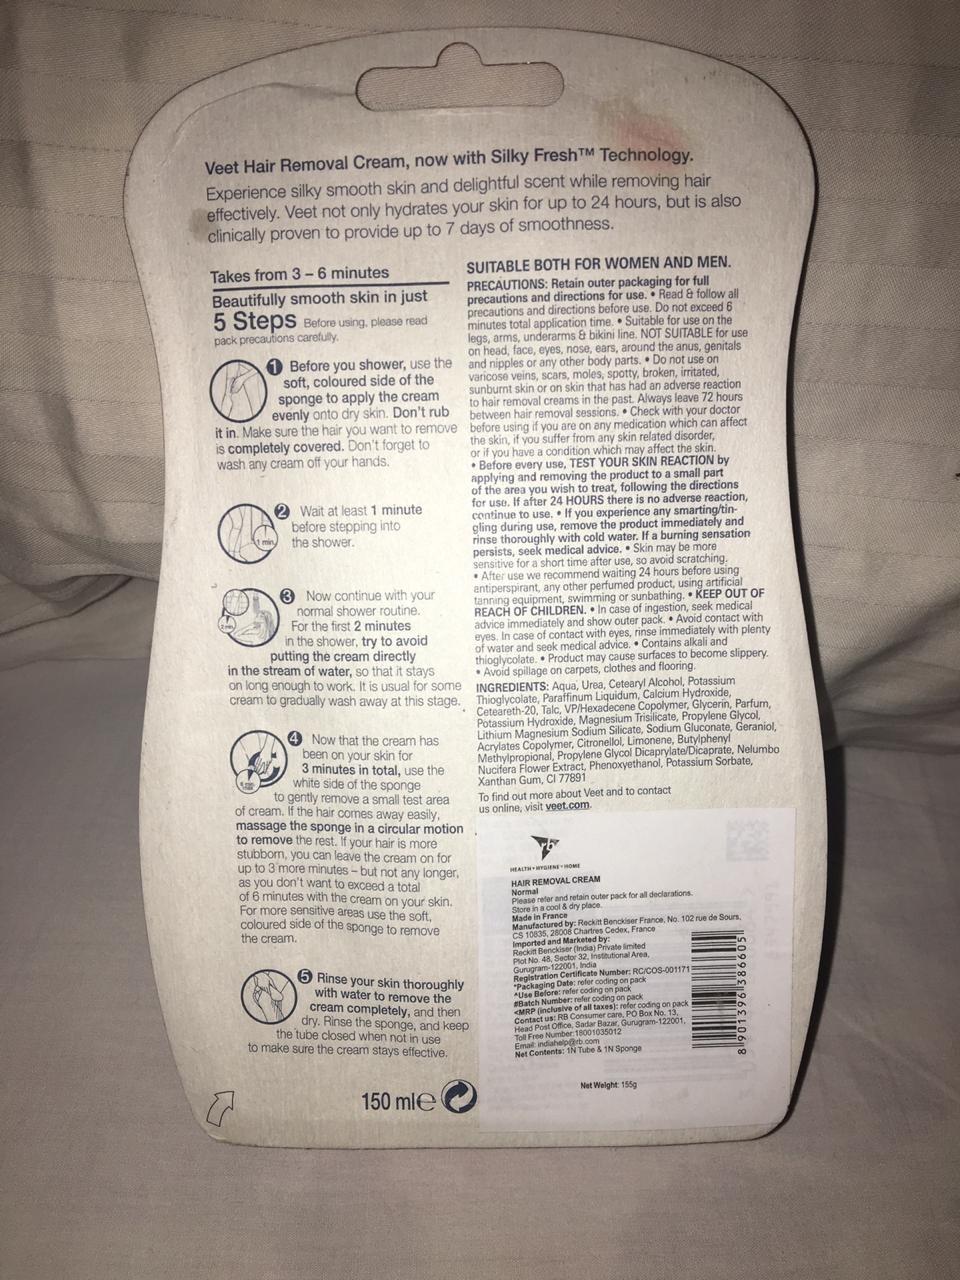 Veet Hair Removal Cream, now with Silky Fresh™ Technology.
Experience silky smooth skin and delightful scent while removing hair
effectively. Veet not only hydrates your skin for up to 24 hours, but is also
clinically proven to provide up to 7 days of smoothness.
Takes from 3 – 6 minutes
Beautifully smooth skin in just
5 Steps Before using, please read
pack precautions carefully.
1 Before you shower, use the
soft, coloured side of the
sponge to apply the cream
evenly onto dry skin. Don't rub
it in. Make sure the hair you want to remove
is completely covered. Don't forget to
wash any cream off your hands.
1 min.
2 Wait at least 1 minute
before stepping into
the shower.
2 min.
3 Now continue with your
normal shower routine.
For the first 2 minutes
in the shower, try to avoid
putting the cream directly
in the stream of water, so that it stays
on long enough to work. It is usual for some
cream to gradually wash away at this stage.
4 Now that the cream has
been on your skin for
3 minutes in total, use the
white side of the sponge
to gently remove a small test area
of cream. If the hair comes away easily,
massage the sponge in a circular motion
to remove the rest. If your hair is more
stubborn, you can leave the cream on for
up to 3 more minutes – but not any longer,
as you don't want to exceed a total
of 6 minutes with the cream on your skin.
For more sensitive areas use the soft,
coloured side of the sponge to remove
the cream.
5 Rinse your skin thoroughly
with water to remove the
cream completely, and then
dry. Rinse the sponge, and keep
the tube closed when not in use
to make sure the cream stays effective.
150 ml e
SUITABLE BOTH FOR WOMEN AND MEN.
PRECAUTIONS: Retain outer packaging for full
precautions and directions for use. • Read & follow all
precautions and directions before use. Do not exceed 6
minutes total application time. • Suitable for use on the
legs, arms, underarms & bikini line. NOT SUITABLE for use
on head, face, eyes, nose, ears, around the anus, genitals
and nipples or any other body parts. • Do not use on
varicose veins, scars, moles, spotty, broken, irritated,
sunburnt skin or on skin that has had an adverse reaction
to hair removal creams in the past. Always leave 72 hours
between hair removal sessions. • Check with your doctor
before using if you are on any medication which can affect
the skin, if you suffer from any skin related disorder,
or if you have a condition which may affect the skin.
• Before every use, TEST YOUR SKIN REACTION by
applying and removing the product to a small part
of the area you wish to treat, following the directions
for use. If after 24 HOURS there is no adverse reaction,
continue to use. • If you experience any smarting/tin-
gling during use, remove the product immediately and
rinse thoroughly with cold water. If a burning sensation
persists, seek medical advice. • Skin may be more
sensitive for a short time after use, so avoid scratching.
• After use we recommend waiting 24 hours before using
antiperspirant, any other perfumed product, using artificial
tanning equipment, swimming or sunbathing. • KEEP OUT OF
REACH OF CHILDREN. • In case of ingestion, seek medical
advice immediately and show outer pack. • Avoid contact with
eyes. In case of contact with eyes, rinse immediately with plenty
of water and seek medical advice. • Contains alkali and
thioglycolate. • Product may cause surfaces to become slippery.
• Avoid spillage on carpets, clothes and flooring.
INGREDIENTS: Aqua, Urea, Cetearyl Alcohol, Potassium
Thioglycolate, Paraffinum Liquidum, Calcium Hydroxide,
Ceteareth-20, Talc, VP/Hexadecene Copolymer, Glycerin, Parfum,
Potassium Hydroxide, Magnesium Trisilicate, Propylene Glycol,
Lithium Magnesium Sodium Silicate, Sodium Gluconate, Geraniol,
Acrylates Copolymer, Citronellol, Limonene, Butylphenyl
Methylpropional, Propylene Glycol Dicaprylate/Dicaprate, Nelumbo
Nucifera Flower Extract, Phenoxyethanol, Potassium Sorbate,
Xanthan Gum, CI 77891
To find out more about Veet and to contact
us online, visit veet.com.
rb
HEALTH • HYGIENE • HOME
HAIR REMOVAL CREAM
Normal
Please refer and retain outer pack for all declarations.
Store in a cool & dry place.
Made in France
Manufactured by: Reckitt Benckiser France, No. 102 rue de Sours,
CS 10835, 28008 Chartres Cedex, France
Imported and Marketed by:
Reckitt Benckiser (India) Private limited
Plot No. 48, Sector 32, Institutional Area,
Gurugram-122001, India
Registration Certificate Number: RC/COS-001171
*Packaging Date: refer coding on pack
^Use Before: refer coding on pack
#Batch Number: refer coding on pack
<MRP (inclusive of all taxes): refer coding on pack
Contact us: RB Consumer care, PO Box No. 13,
Head Post Office, Sadar Bazar, Gurugram-122001,
Toll Free Number:18001035012
Email: indiahelp@rb.com
Net Contents: 1N Tube & 1N Sponge
Net Weight: 155g
8 901396 386605